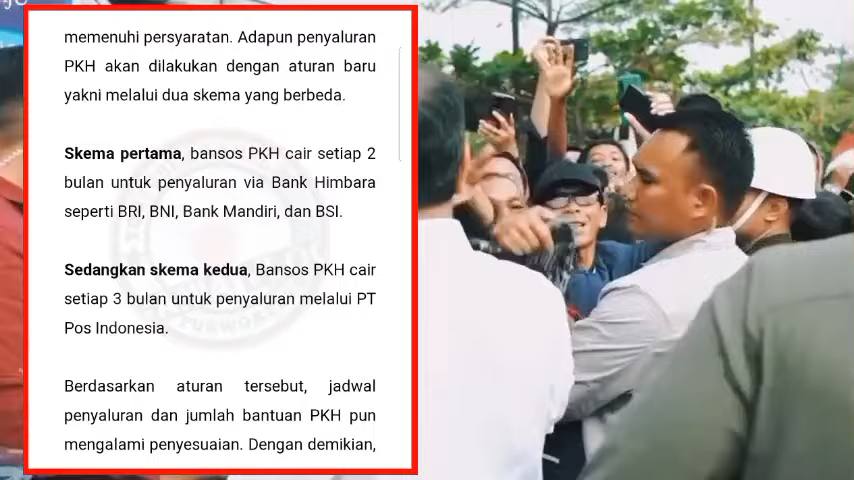 memenuhi persyaratan. Adapun penyaluran
PKH akan dilakukan dengan aturan baru
yakni melalui dua skema yang berbeda.
Skema pertama, bansos PKH cair setiap 2
bulan untuk penyaluran via Bank Himbara
seperti BRI, BNI, Bank Mandiri, dan BSI.
Sedangkan skema kedua, Bansos PKH cair
setiap 3 bulan untuk penyaluran melalui PT
Pos Indonesia.
Berdasarkan aturan tersebut, jadwal
penyaluran dan jumlah bantuan PKH pun
mengalami penyesuaian. Dengan demikian,